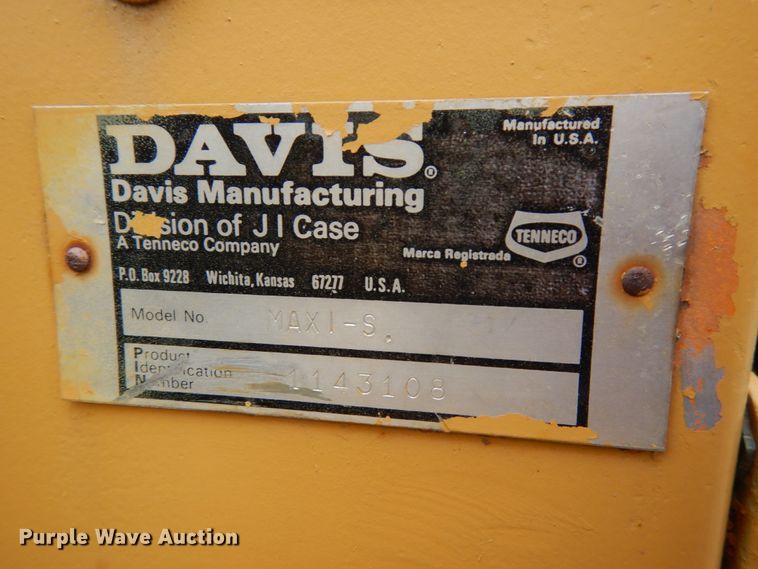 DAVIS®
Manufactured
In U.S.A.
Davis Manufacturing
Division of J I Case
A Tenneco Company
TENNECO
Marca Registrada ®
P.O. Box 9228 Wichita, Kansas 67277 U.S.A.
Model No. MAXI-S.
Product
Identification
Number 1143108
Purple Wave Auction